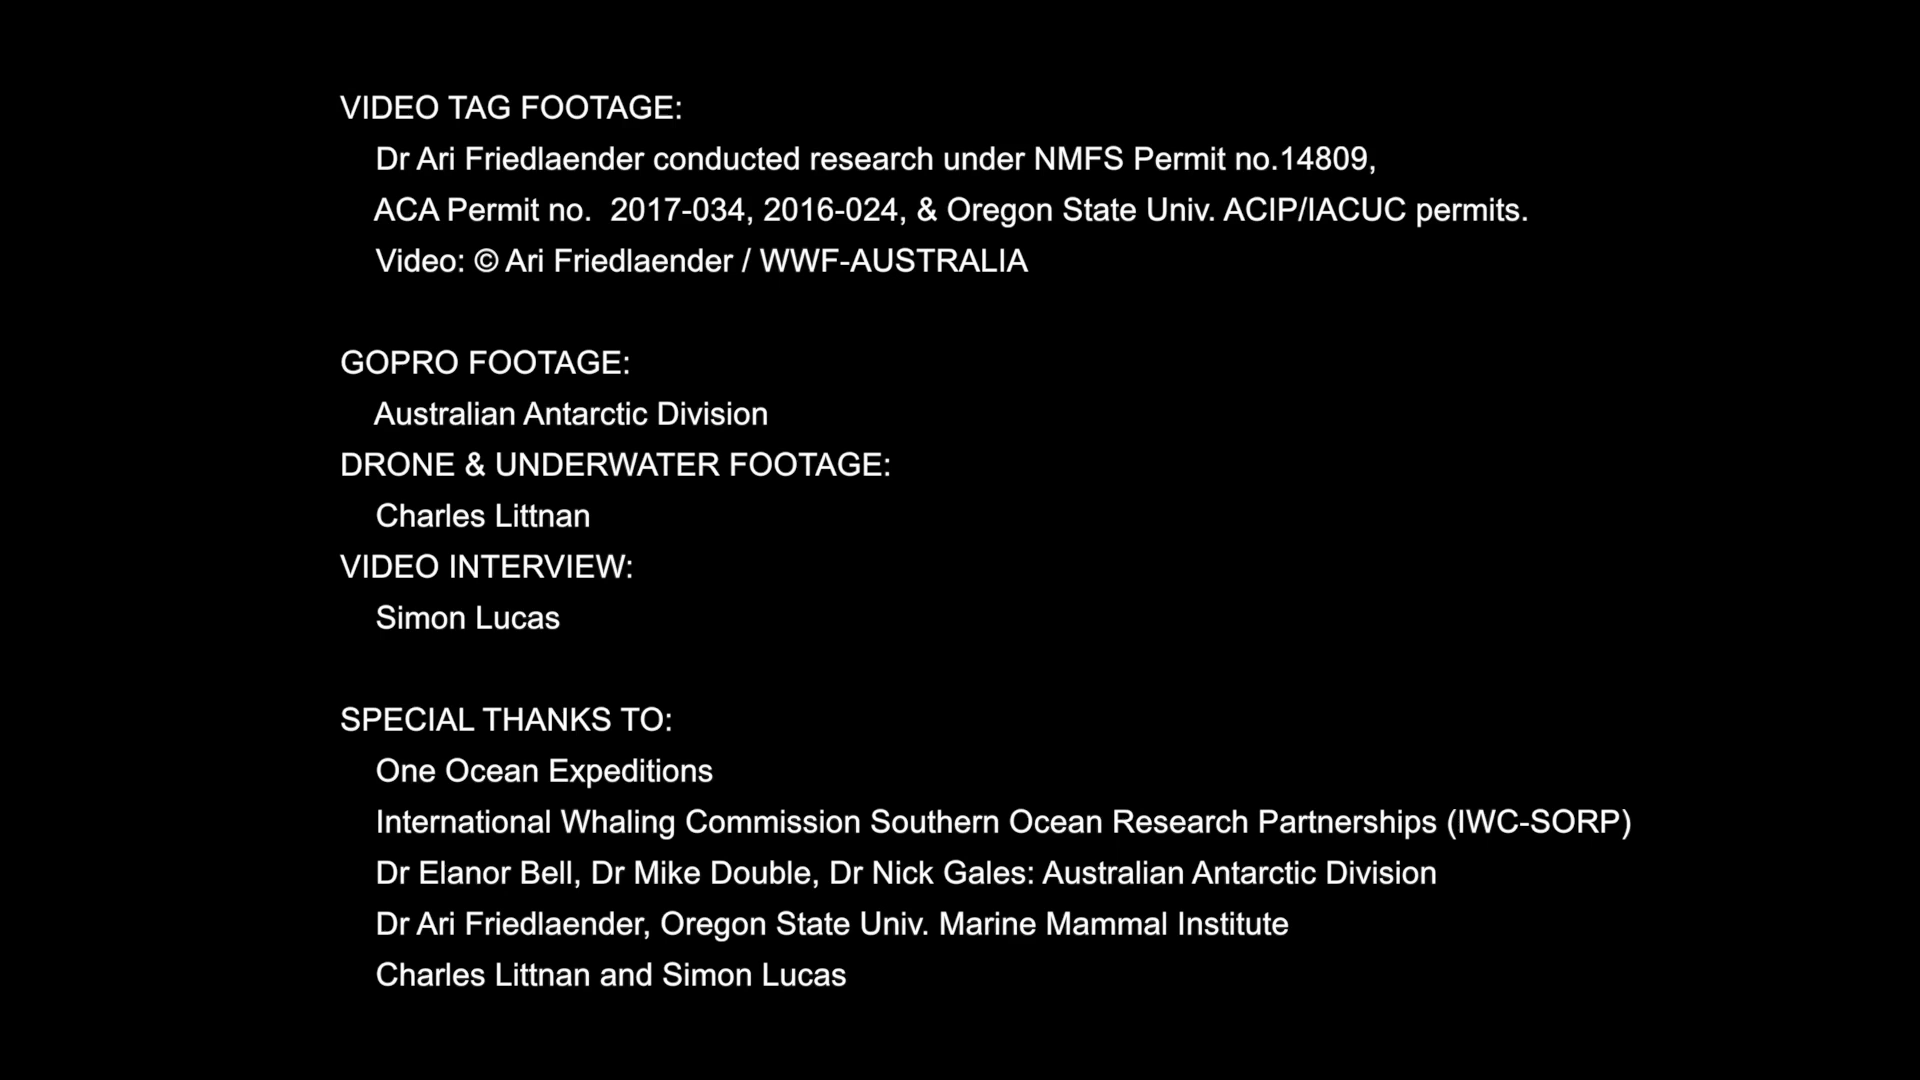 VIDEO TAG FOOTAGE:
Dr Ari Friedlaender conducted research under NMFS Permit no.14809,
ACA Permit no.  2017-034, 2016-024, & Oregon State Univ. ACIP/IACUC permits.
Video: © Ari Friedlaender / WWF-AUSTRALIA
GOPRO FOOTAGE:
Australian Antarctic Division
DRONE & UNDERWATER FOOTAGE:
Charles Littnan
VIDEO INTERVIEW:
Simon Lucas
SPECIAL THANKS TO:
One Ocean Expeditions
International Whaling Commission Southern Ocean Research Partnerships (IWC-SORP)
Dr Elanor Bell, Dr Mike Double, Dr Nick Gales: Australian Antarctic Division
Dr Ari Friedlaender, Oregon State Univ. Marine Mammal Institute
Charles Littnan and Simon Lucas